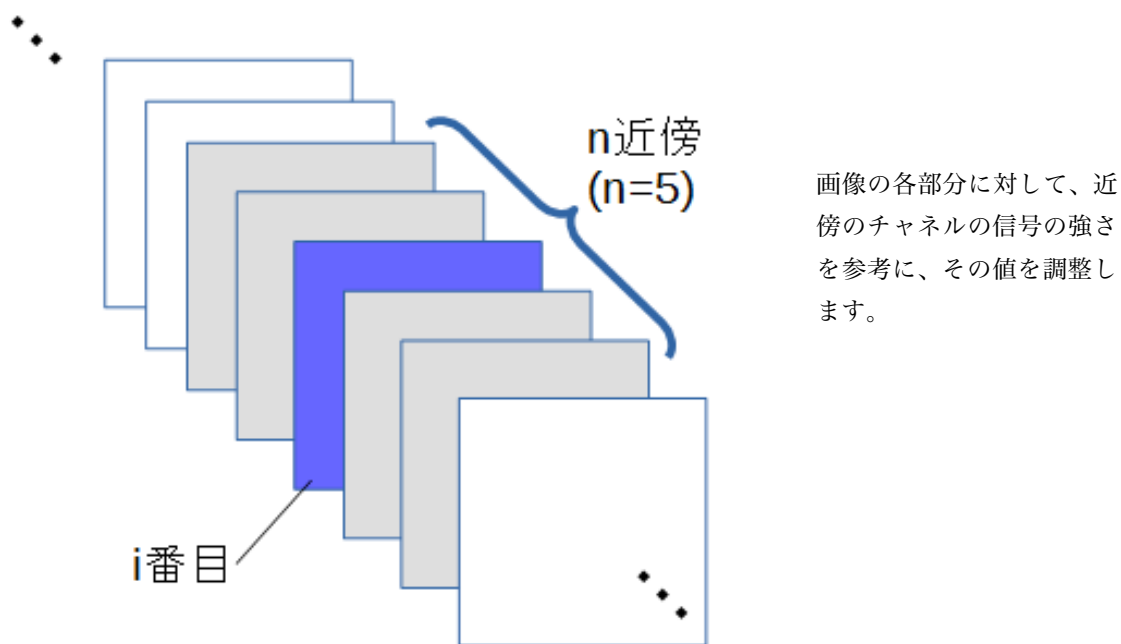 n近傍
(n=5)
画像の各部分に対して、近
傍のチャネルの信号の強さ
を参考に、その値を調整し
ます。
i番目